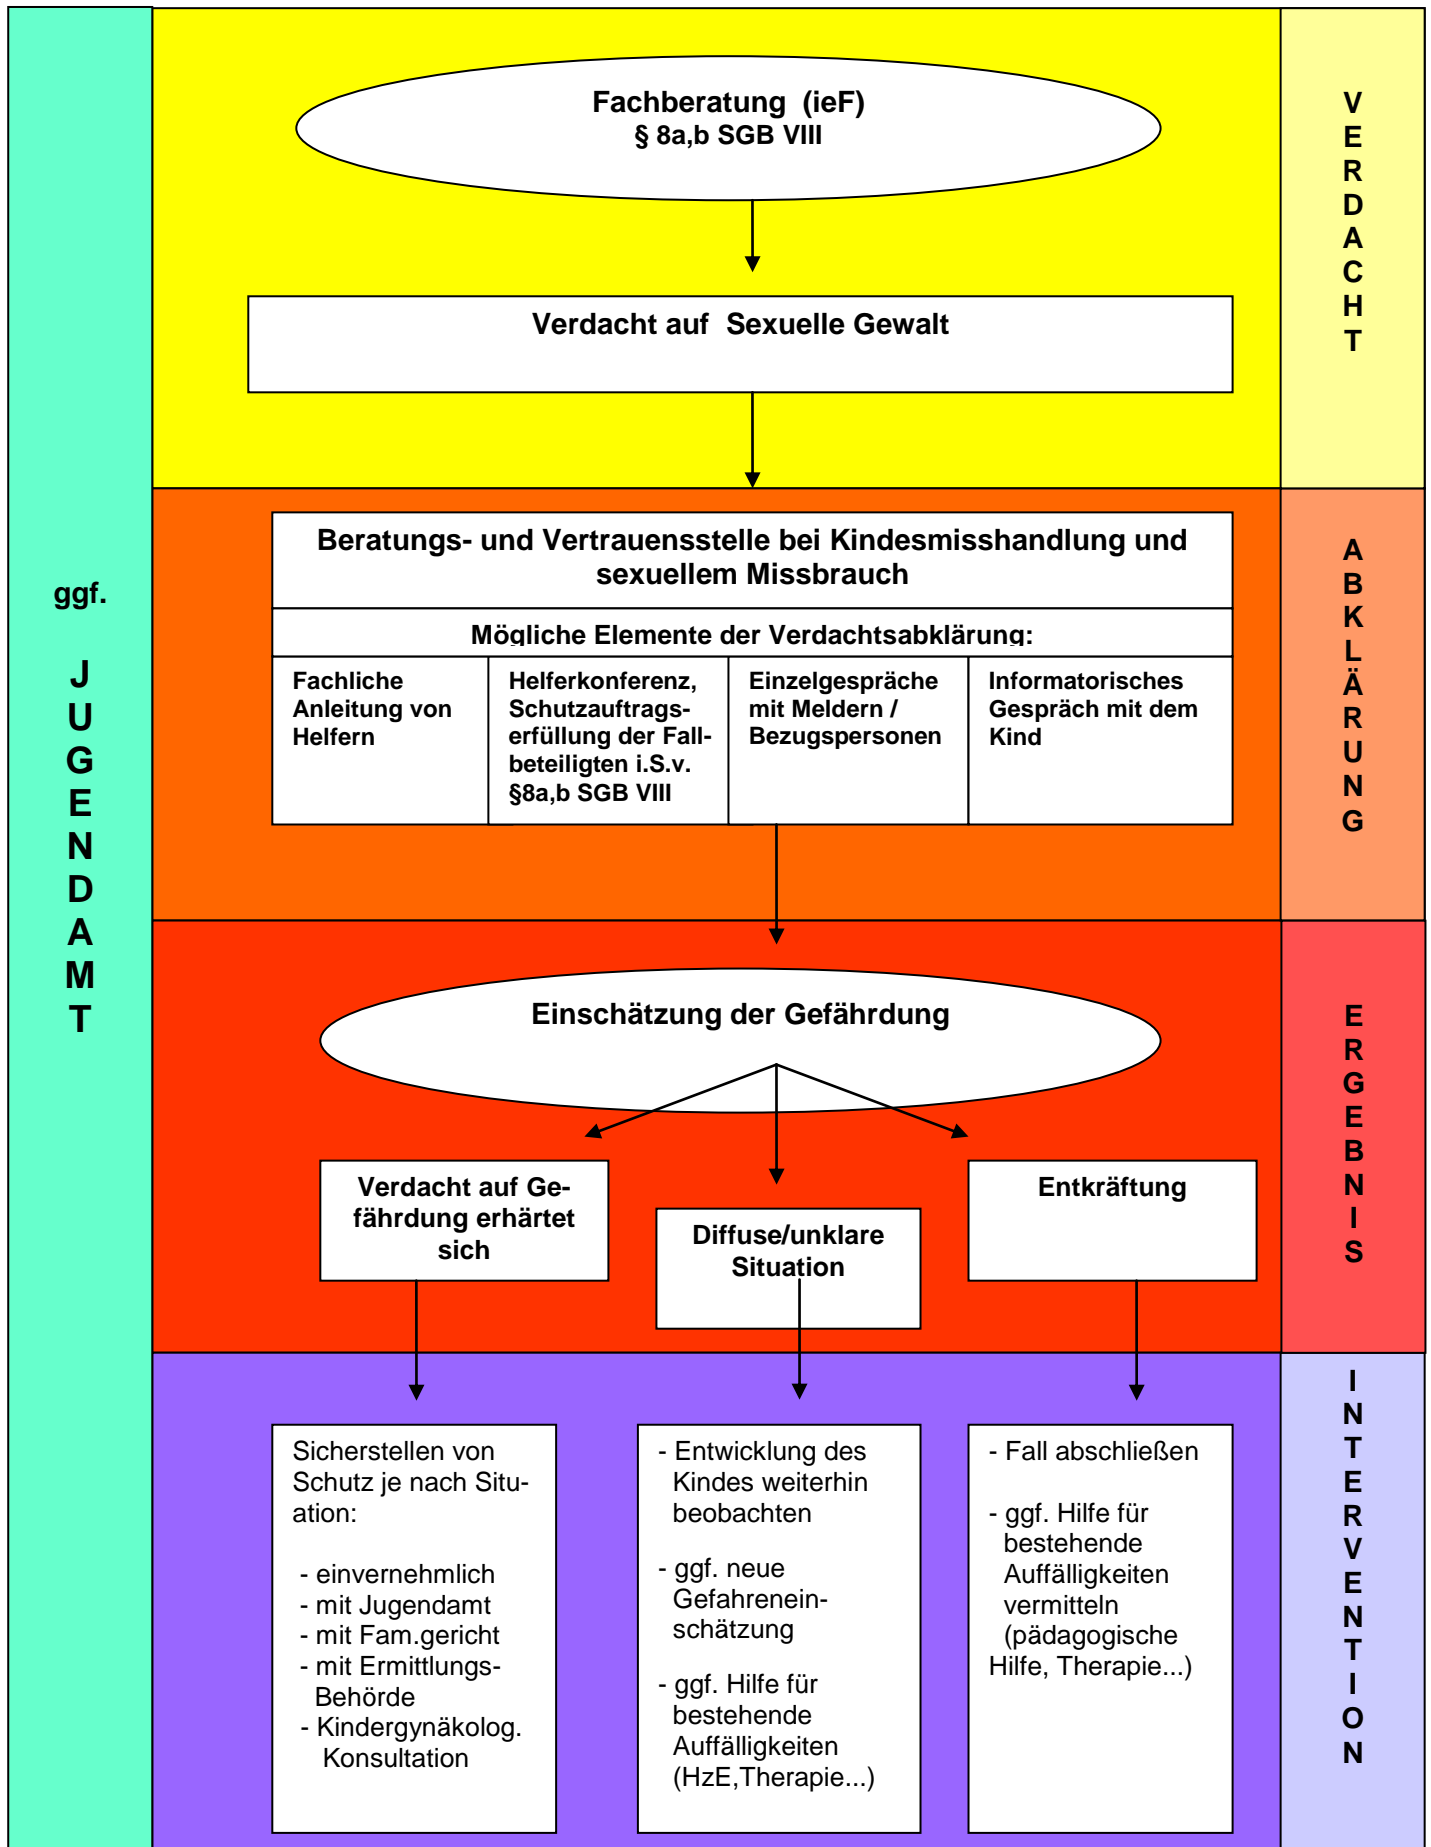 ggf.
JUGENDAMT
Fachberatung (ieF)
§ 8a,b SGB VIII
Verdacht auf Sexuelle Gewalt
VERDACHT
Beratungs- und Vertrauensstelle bei Kindesmisshandlung und
sexuellem Missbrauch
Mögliche Elemente der Verdachtsabklärung:
Fachliche
Anleitung von
Helfern
Helferkonferenz,
Schutzauftrags-
erfüllung der Fall-
beteiligten i.S.v.
§8a,b SGB VIII
Einzelgespräche
mit Meldern /
Bezugspersonen
Informatorisches
Gespräch mit dem
Kind
ABKLÄRUNG
Einschätzung der Gefährdung
Verdacht auf Ge-
fährdung erhärtet
sich
Diffuse/unklare
Situation
Entkräftung
ERGEBNIS
Sicherstellen von
Schutz je nach Situ-
ation:
- einvernehmlich
- mit Jugendamt
- mit Fam.gericht
- mit Ermittlungs-
Behörde
- Kindergynäkolog.
Konsultation
- Entwicklung des
Kindes weiterhin
beobachten
- ggf. neue
Gefahrenein-
schätzung
- ggf. Hilfe für
bestehende
Auffälligkeiten
(HzE,Therapie...)
- Fall abschließen
- ggf. Hilfe für
bestehende
Auffälligkeiten
vermitteln
(pädagogische
Hilfe, Therapie...)
INTERVENTION